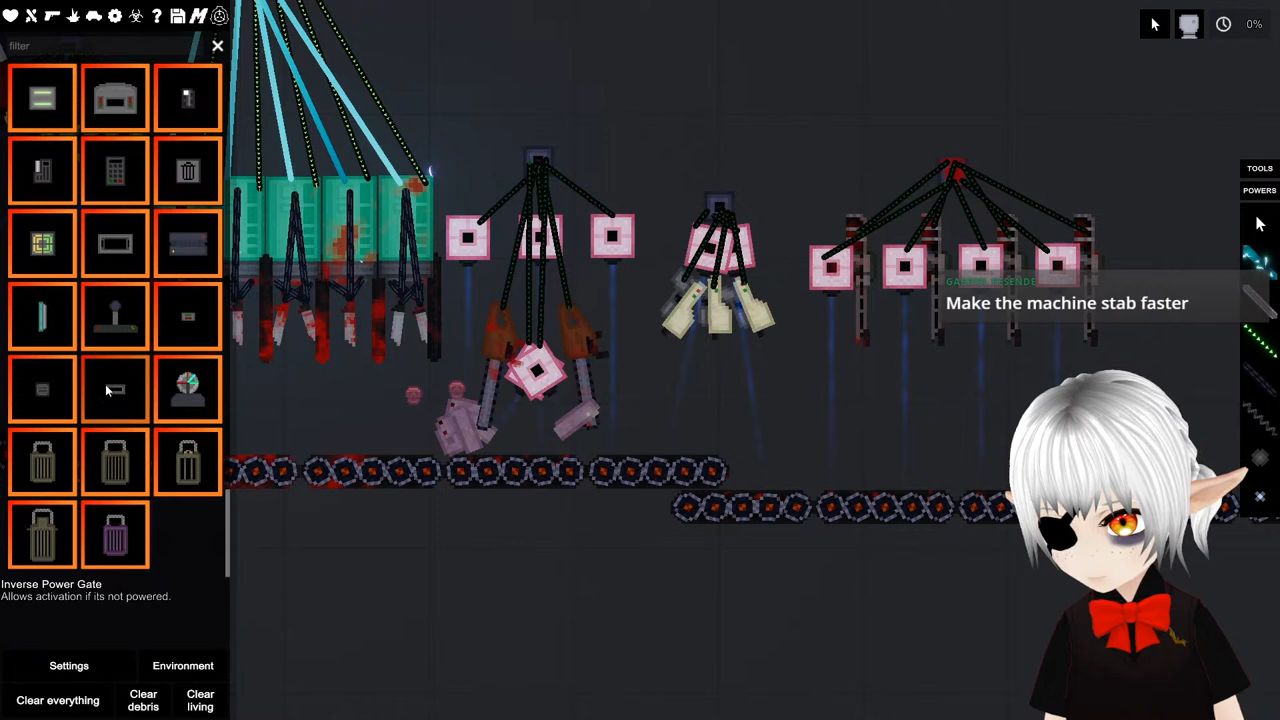 filter
0%
TOOLS
POWERS
Make the machine stab faster
Inverse Power Gate
Allows activation if its not powered.
Settings
Environment
Clear everything
Clear debris
Clear living